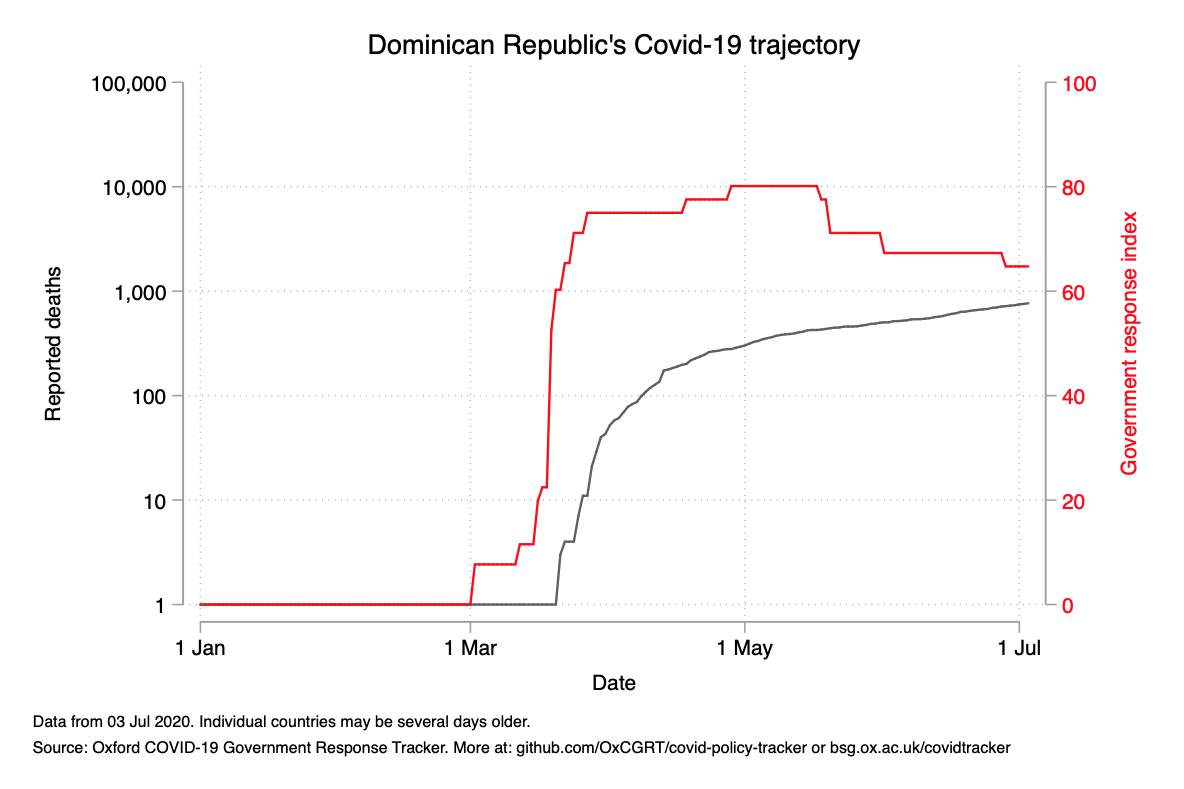 Dominican Republic's Covid-19 trajectory
100,000
10,000
1,000
100
10
1
Reported deaths
100
80
60
40
20
0
Government response index
1 Jan
1 Mar
1 May
1 Jul
Date
Data from 03 Jul 2020. Individual countries may be several days older.
Source: Oxford COVID-19 Government Response Tracker. More at: github.com/OxCGRT/covid-policy-tracker or bsg.ox.ac.uk/covidtracker